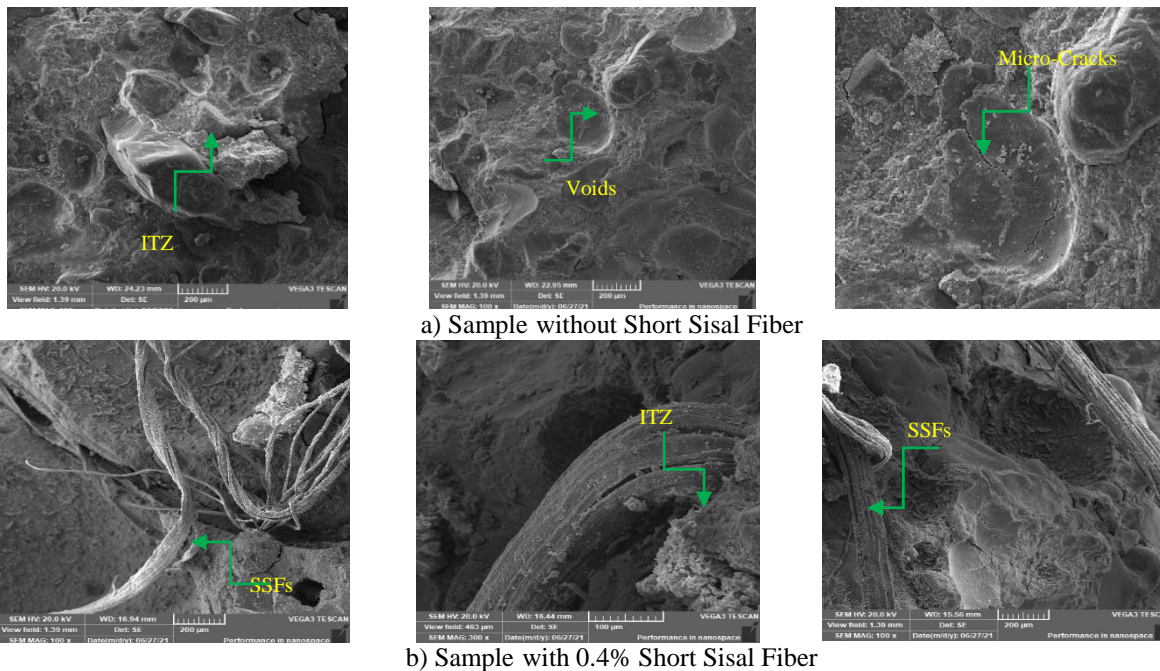 ITZ
SEM HV: 20.0 kV WD: 24.23 mm
View field: 1.39 mm Det: SE 200 µm
VEGA3 TESCAN
Voids
SEM HV: 20.0 kV WD: 22.95 mm VEGA3 TESCAN
View field: 1.39 mm Det: SE 200 µm
SEM MAG: 100 x Date(m/d/y): 06/27/21 Performance in nanospace
Micro-Cracks
a) Sample without Short Sisal Fiber
SSFs
SEM HV: 20.0 kV WD: 16.94 mm VEGA3 TESCAN
View field: 1.39 mm Det: SE 200 µm
SEM MAG: 100 x Date(m/d/y): 06/27/21 Performance in nanospace
ITZ
SEM HV: 20.0 kV WD: 16.44 mm VEGA3 TESCAN
View field: 463 µm Det: SE 100 µm
SEM MAG: 300 x Date(m/d/y): 06/27/21 Performance in nanospace
SSFs
SEM HV: 20.0 kV WD: 15.56 mm VEGA3 TESC
View field: 1.39 mm Det: SE 200 µm
SEM MAG: 100 x Date(m/d/y): 06/27/21 Performance in nanospace
b) Sample with 0.4% Short Sisal Fiber